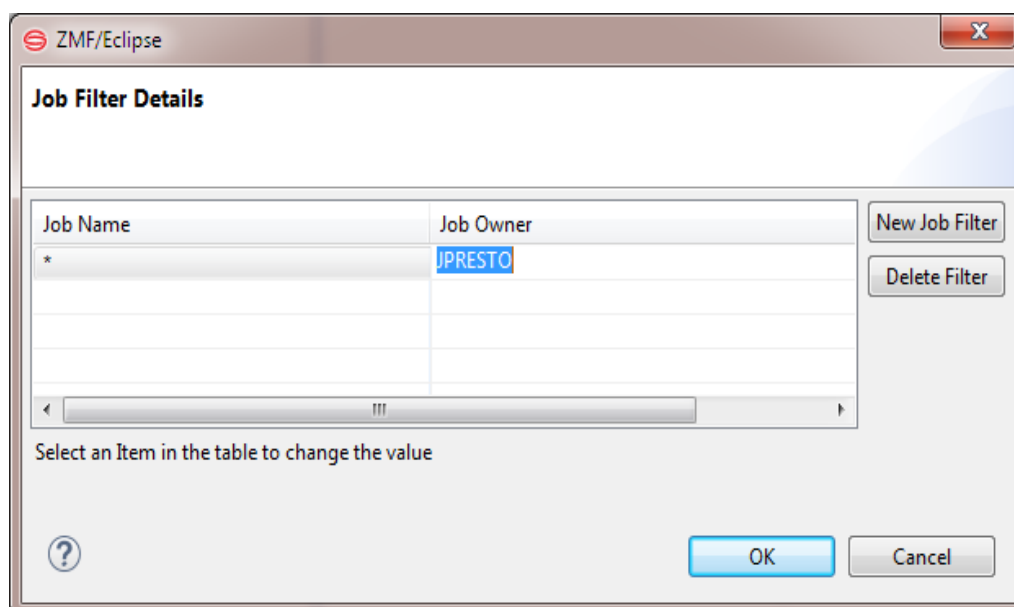 ZMF/Eclipse
Job Filter Details
Job Name Job Owner
* JPRESTO
New Job Filter
Delete Filter
Select an Item in the table to change the value
OK Cancel